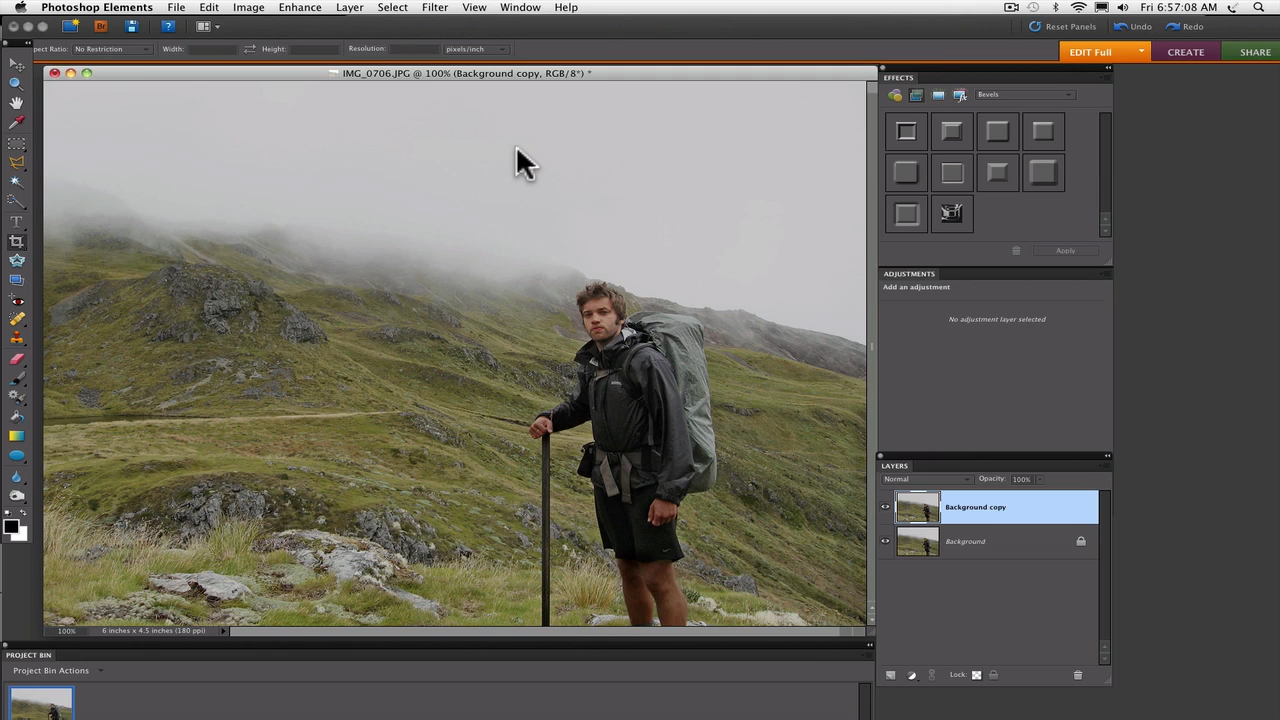 Photoshop Elements File Edit Image Enhance Layer Select Filter View Window Help Fri 6:57:08 AM
Br ? Reset Panels Undo Redo
pect Ratio: No Restriction Width: Height: Resolution: pixels/inch EDIT Full CREATE SHARE
IMG_0706.JPG @ 100% (Background copy, RGB/8*) *
EFFECTS
Bevels
Apply
ADJUSTMENTS
Add an adjustment
No adjustment layer selected
LAYERS
Normal Opacity: 100%
Background copy
Background
Lock:
100% 6 inches x 4.5 inches (180 ppi)
PROJECT BIN
Project Bin Actions